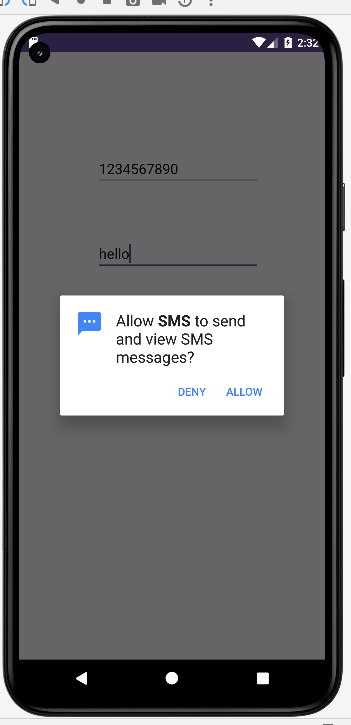 2:32
1234567890
hello
Allow SMS to send
and view SMS
messages?
DENY ALLOW